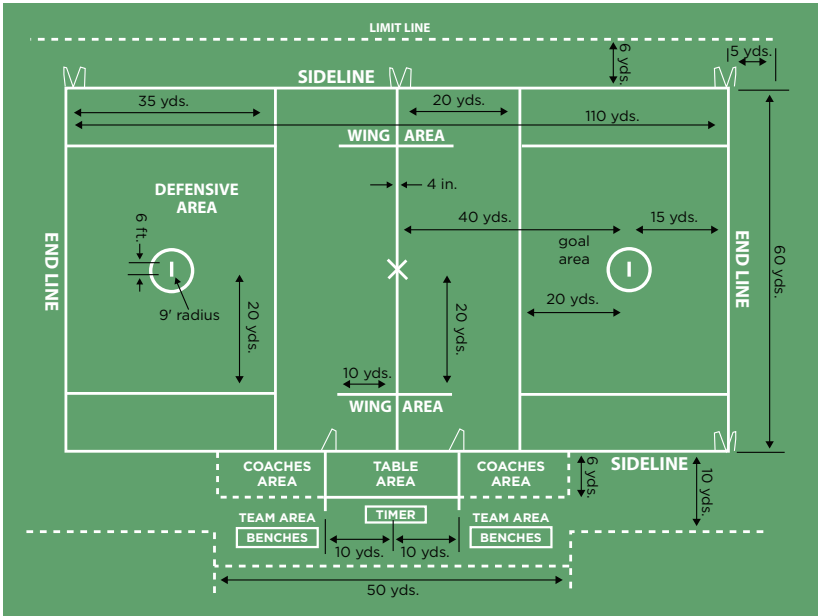 LIMIT LINE
6 yds.
5 yds.
SIDELINE
35 yds.
20 yds.
110 yds.
WING AREA
4 in.
DEFENSIVE
AREA
6 ft.
40 yds.
15 yds.
goal
area
END LINE
END LINE
60 yds.
9' radius
20 yds.
20 yds.
20 yds.
10 yds.
WING AREA
COACHES
AREA
TABLE
AREA
COACHES
AREA
6 yds.
SIDELINE
10 yds.
TEAM AREA
BENCHES
TIMER
TEAM AREA
BENCHES
10 yds.
10 yds.
50 yds.